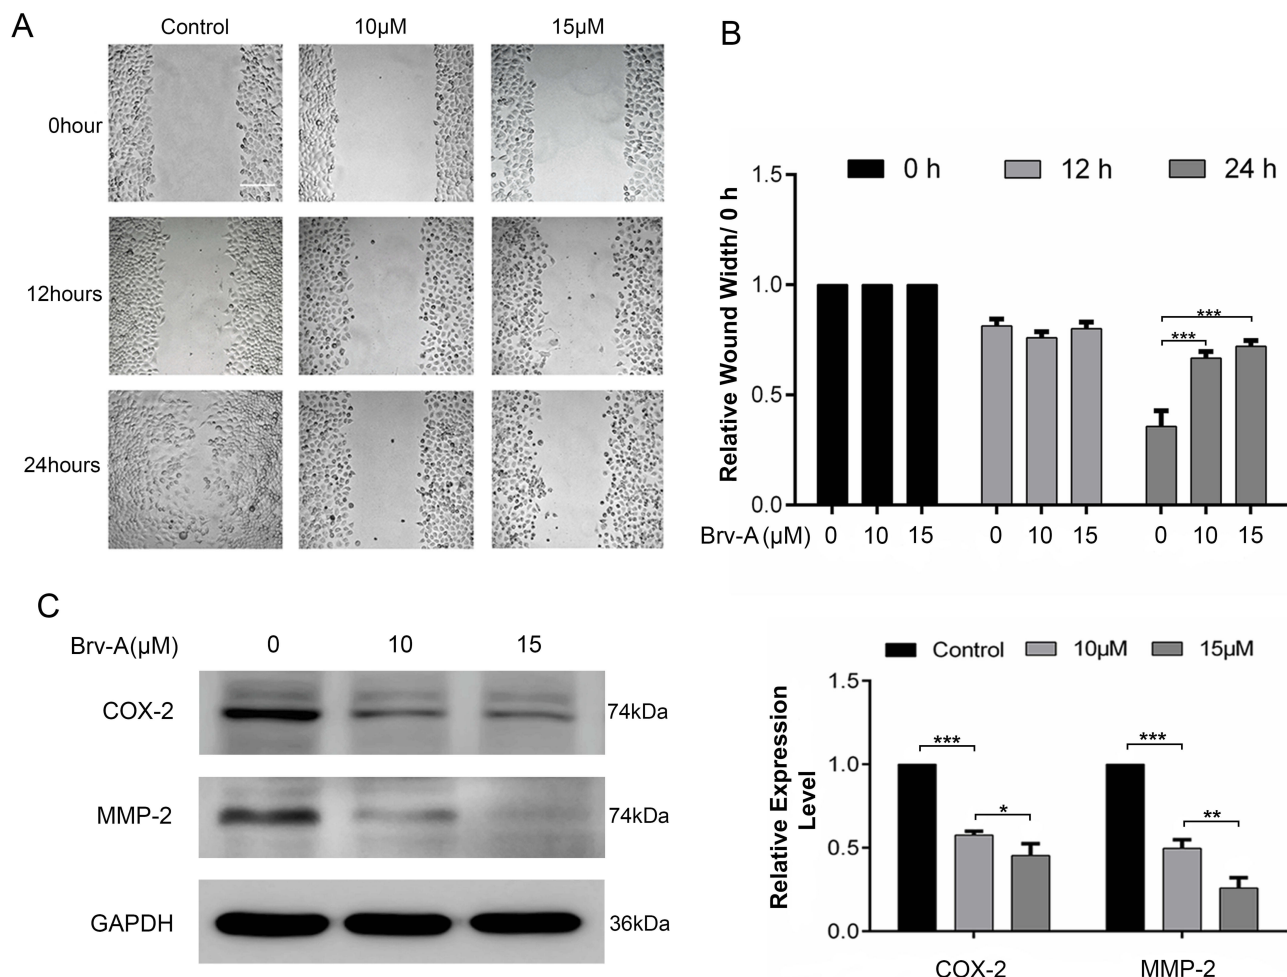 A
Control 10µM 15µM
0hour
12hours
24hours
B
0 h 12 h 24 h
Relative Wound Width/ 0 h
1.5
1.0
0.5
0.0
*** ***
Brv-A(µM) 0 10 15 0 10 15 0 10 15
C
Brv-A(µM) 0 10 15
COX-2 74kDa
MMP-2 74kDa
GAPDH 36kDa
Control 10µM 15µM
Relative Expression
Level
1.5
1.0
0.5
0.0
*** * *** **
COX-2 MMP-2